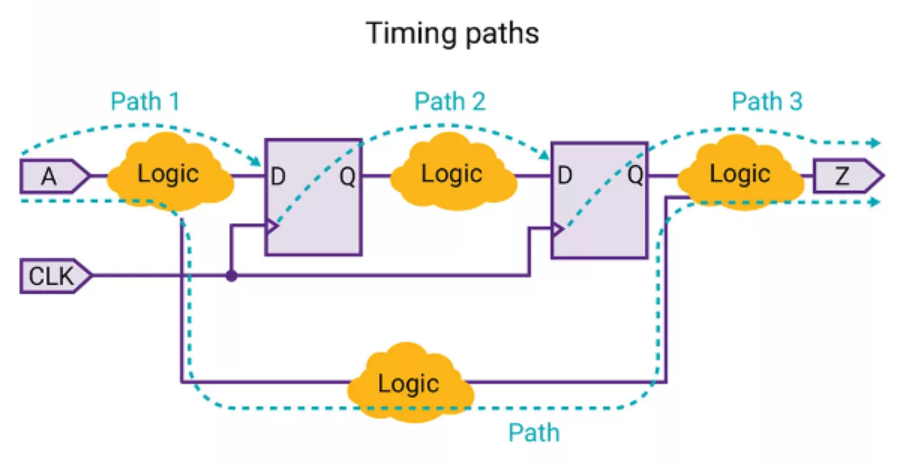 Timing paths
Path 1
Path 2
Path 3
A
Logic
D
Q
Logic
D
Q
Logic
Z
CLK
Logic
Path